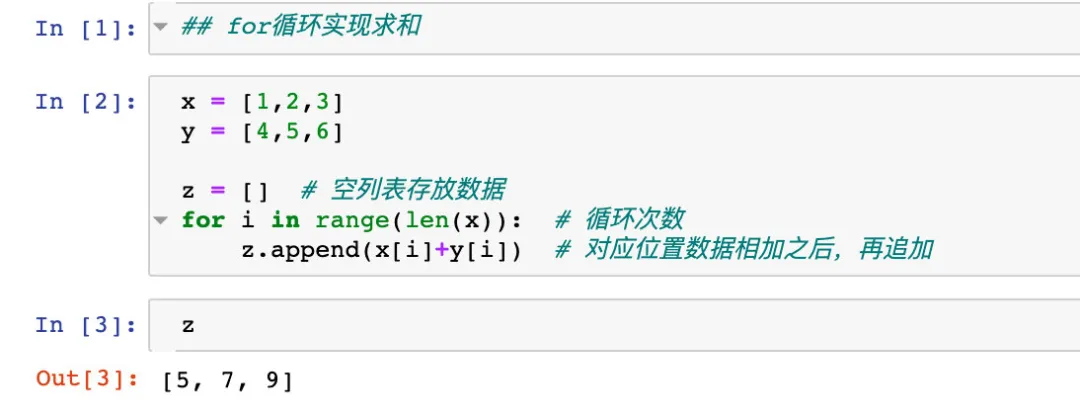 In [1]: ## for循环实现求和
In [2]: x = [1,2,3]
y = [4,5,6]
z = [] # 空列表存放数据
for i in range(len(x)): # 循环次数
z.append(x[i]+y[i]) # 对应位置数据相加之后，再追加
In [3]: z
Out[3]: [5, 7, 9]